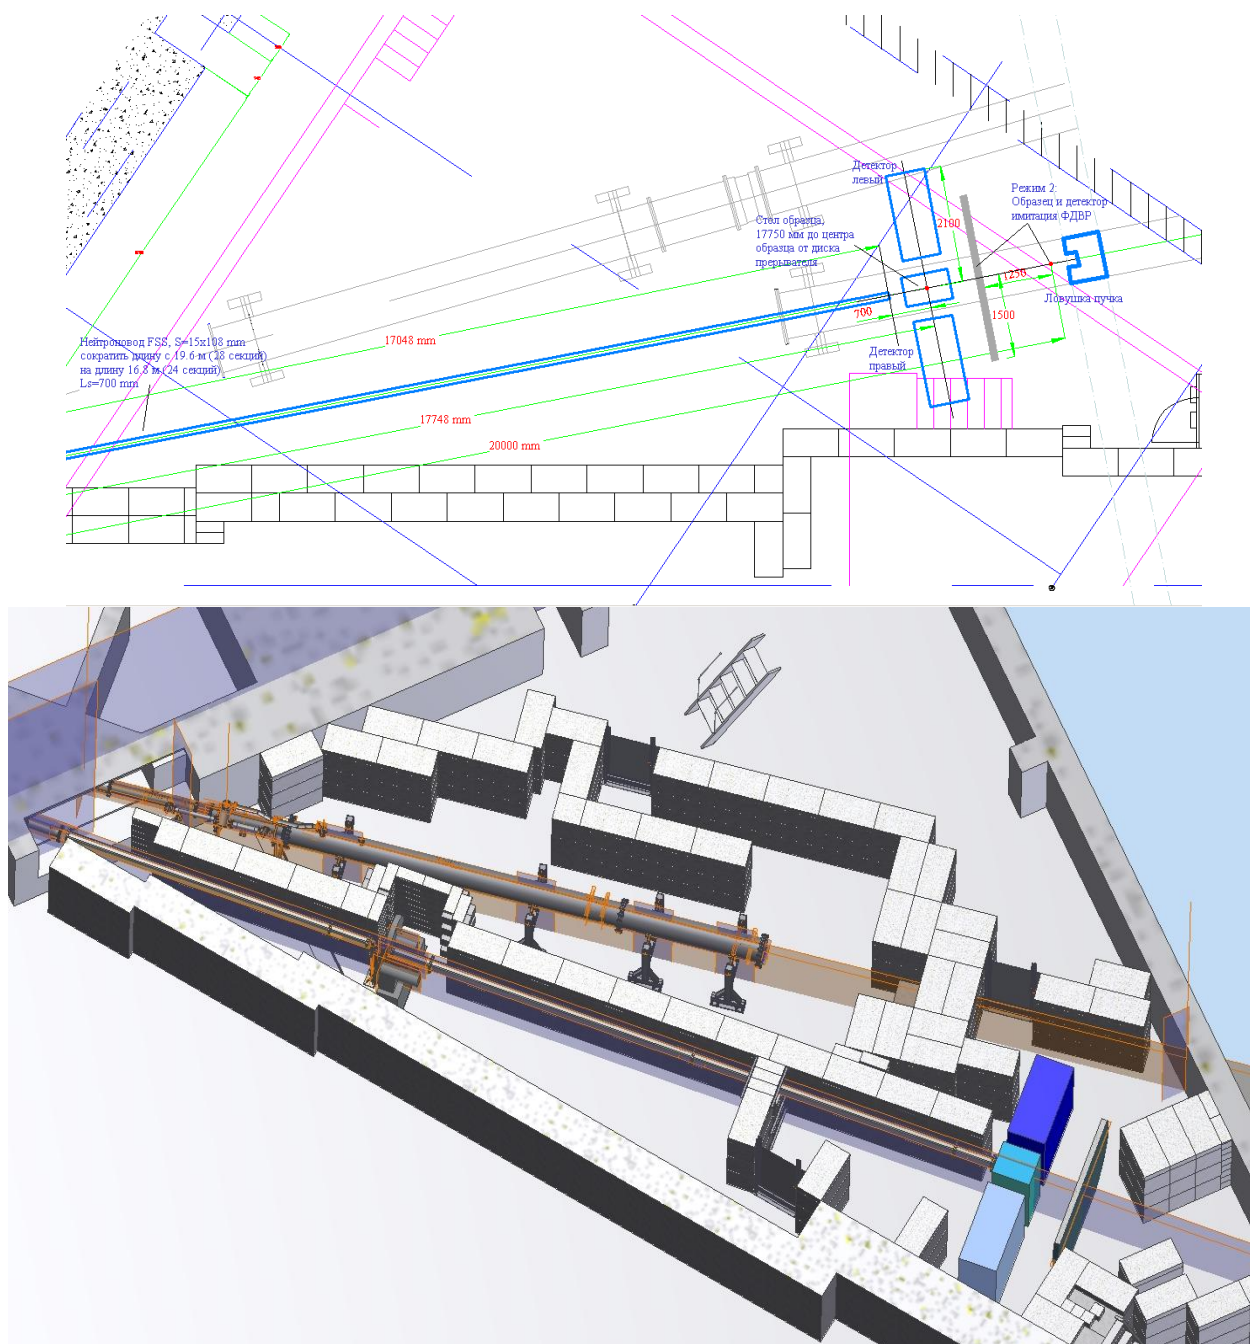 Детектор
левый
Режим 2:
Образец и детектор
имитация ФДВР
Стол образца,
17750 мм до центра
образца от диска
прерывателя
2100
1250
Ловушка пучка
700
1500
Нейтроновод FSS, S=15x108 mm
сократить длину с 19.6 м (28 секций)
на длину 16.8 м (24 секций)
Ls=700 mm
17048 mm
Детектор
правый
17748 mm
20000 mm